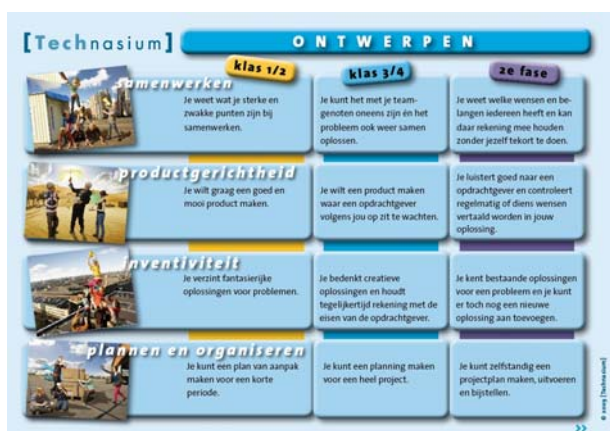 [Technasium]
ONTWERPEN
klas 1/2
klas 3/4
2e fase
samenwerken
Je weet wat je sterke en
zwakke punten zijn bij
samenwerken.
Je kunt het met je team-
genoten oneens zijn én het
probleem ook weer samen
oplossen.
Je weet welke wensen en be-
langen iedereen heeft en kan
daar rekening mee houden
zonder jezelf tekort te doen.
productgerichtheid
Je wilt graag een goed en
mooi product maken.
Je wilt een product maken
waar een opdrachtgever
volgens jou op zit te wachten.
Je luistert goed naar een
opdrachtgever en controleert
regelmatig of diens wensen
vertaald worden in jouw
oplossing.
inventiviteit
Je verzint fantasierijke
oplossingen voor problemen.
Je bedenkt creatieve
oplossingen en houdt
tegelijkertijd rekening met de
eisen van de opdrachtgever.
Je kent bestaande oplossingen
voor een probleem en je kunt
er toch nog een nieuwe
oplossing aan toevoegen.
plannen en organiseren
Je kunt een plan van aanpak
maken voor een korte
periode.
Je kunt een planning maken
voor een heel project.
Je kunt zelfstandig een
projectplan maken, uitvoeren
en bijstellen.
© 2009 [Technasium]
»